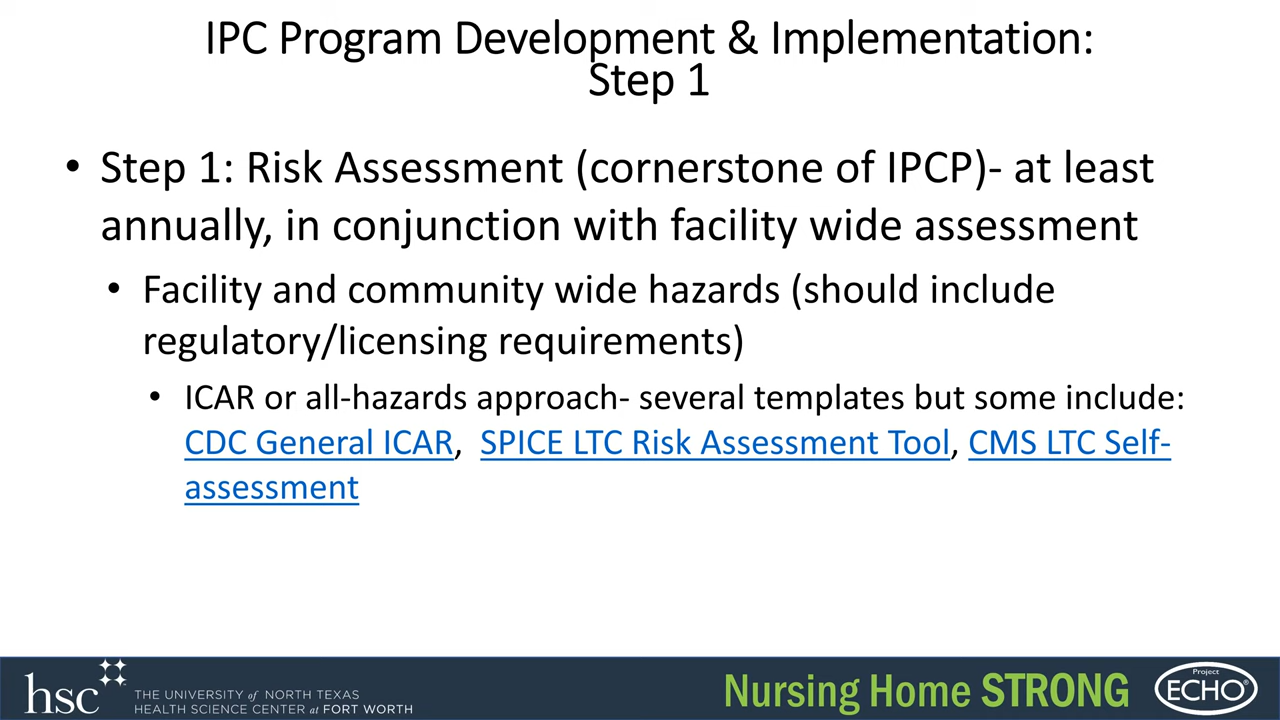 IPC Program Development & Implementation:
Step 1
• Step 1: Risk Assessment (cornerstone of IPCP)- at least
annually, in conjunction with facility wide assessment
• Facility and community wide hazards (should include
regulatory/licensing requirements)
• ICAR or all-hazards approach- several templates but some include:
CDC General ICAR, SPICE LTC Risk Assessment Tool, CMS LTC Self-
assessment
hsc
THE UNIVERSITY of NORTH TEXAS
HEALTH SCIENCE CENTER at FORT WORTH
Nursing Home STRONG
Project
ECHO®